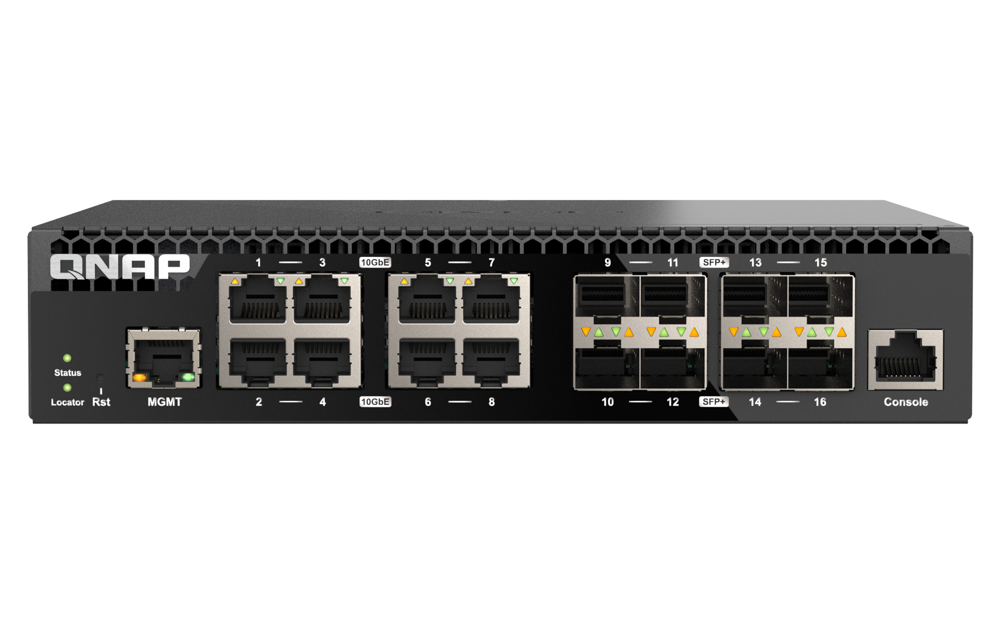 QNAP
1 3 10GbE 5 7 9 11 SFP+ 13 15
Status
Locator Rst MGMT 2 4 10GbE 6 8 10 12 SFP+ 14 16 Console